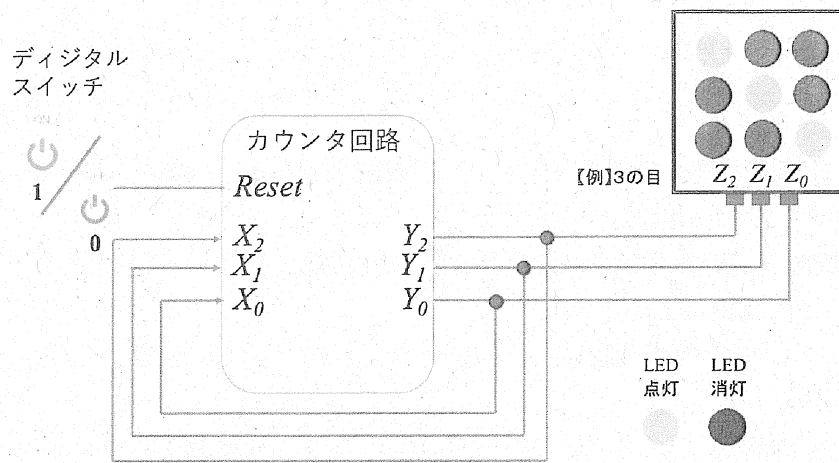 ディジタル
スイッチ
ON
1
0
カウンタ回路
Reset
X2
X1
X0
Y2
Y1
Y0
【例】3の目
Z2 Z1 Z0
LED
点灯
LED
消灯